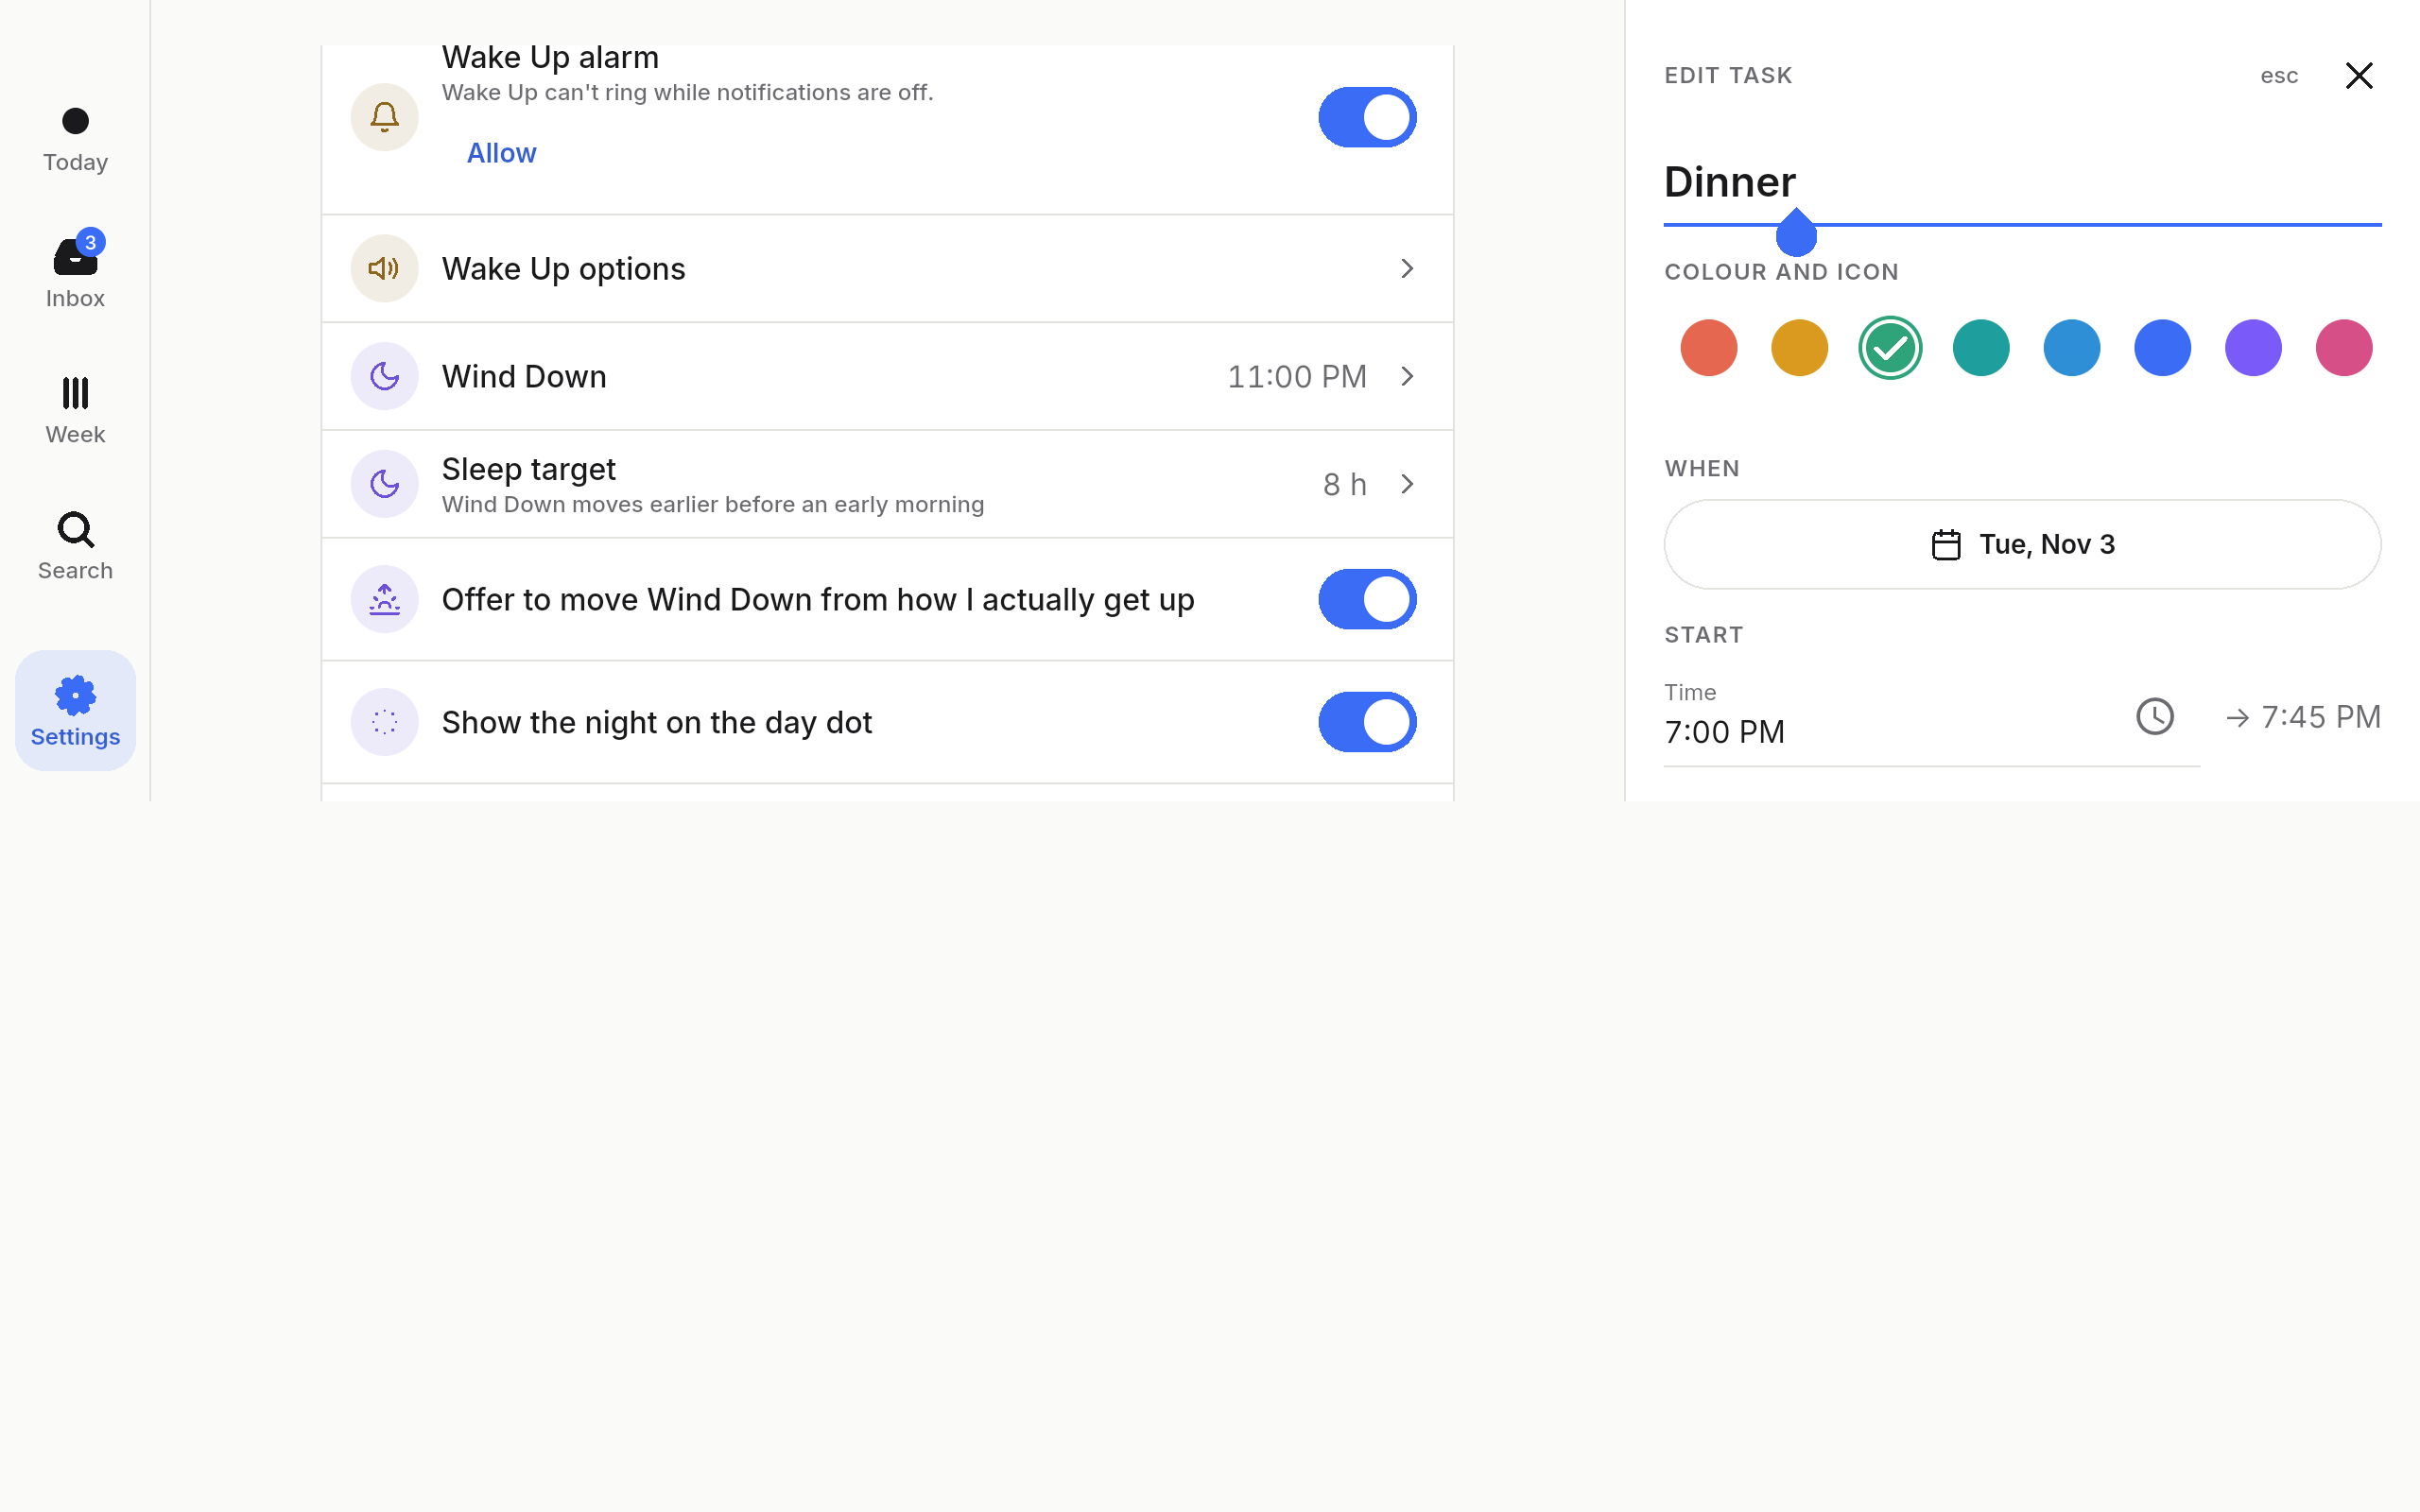 Today
3
Inbox
Week
Search
Settings
Wake Up alarm
Wake Up can't ring while notifications are off.
Allow
Wake Up options
Wind Down
11:00 PM
Sleep target
Wind Down moves earlier before an early morning
8 h
Offer to move Wind Down from how I actually get up
Show the night on the day dot
EDIT TASK
esc
Dinner
COLOUR AND ICON
WHEN
Tue, Nov 3
START
Time
7:00 PM
→ 7:45 PM